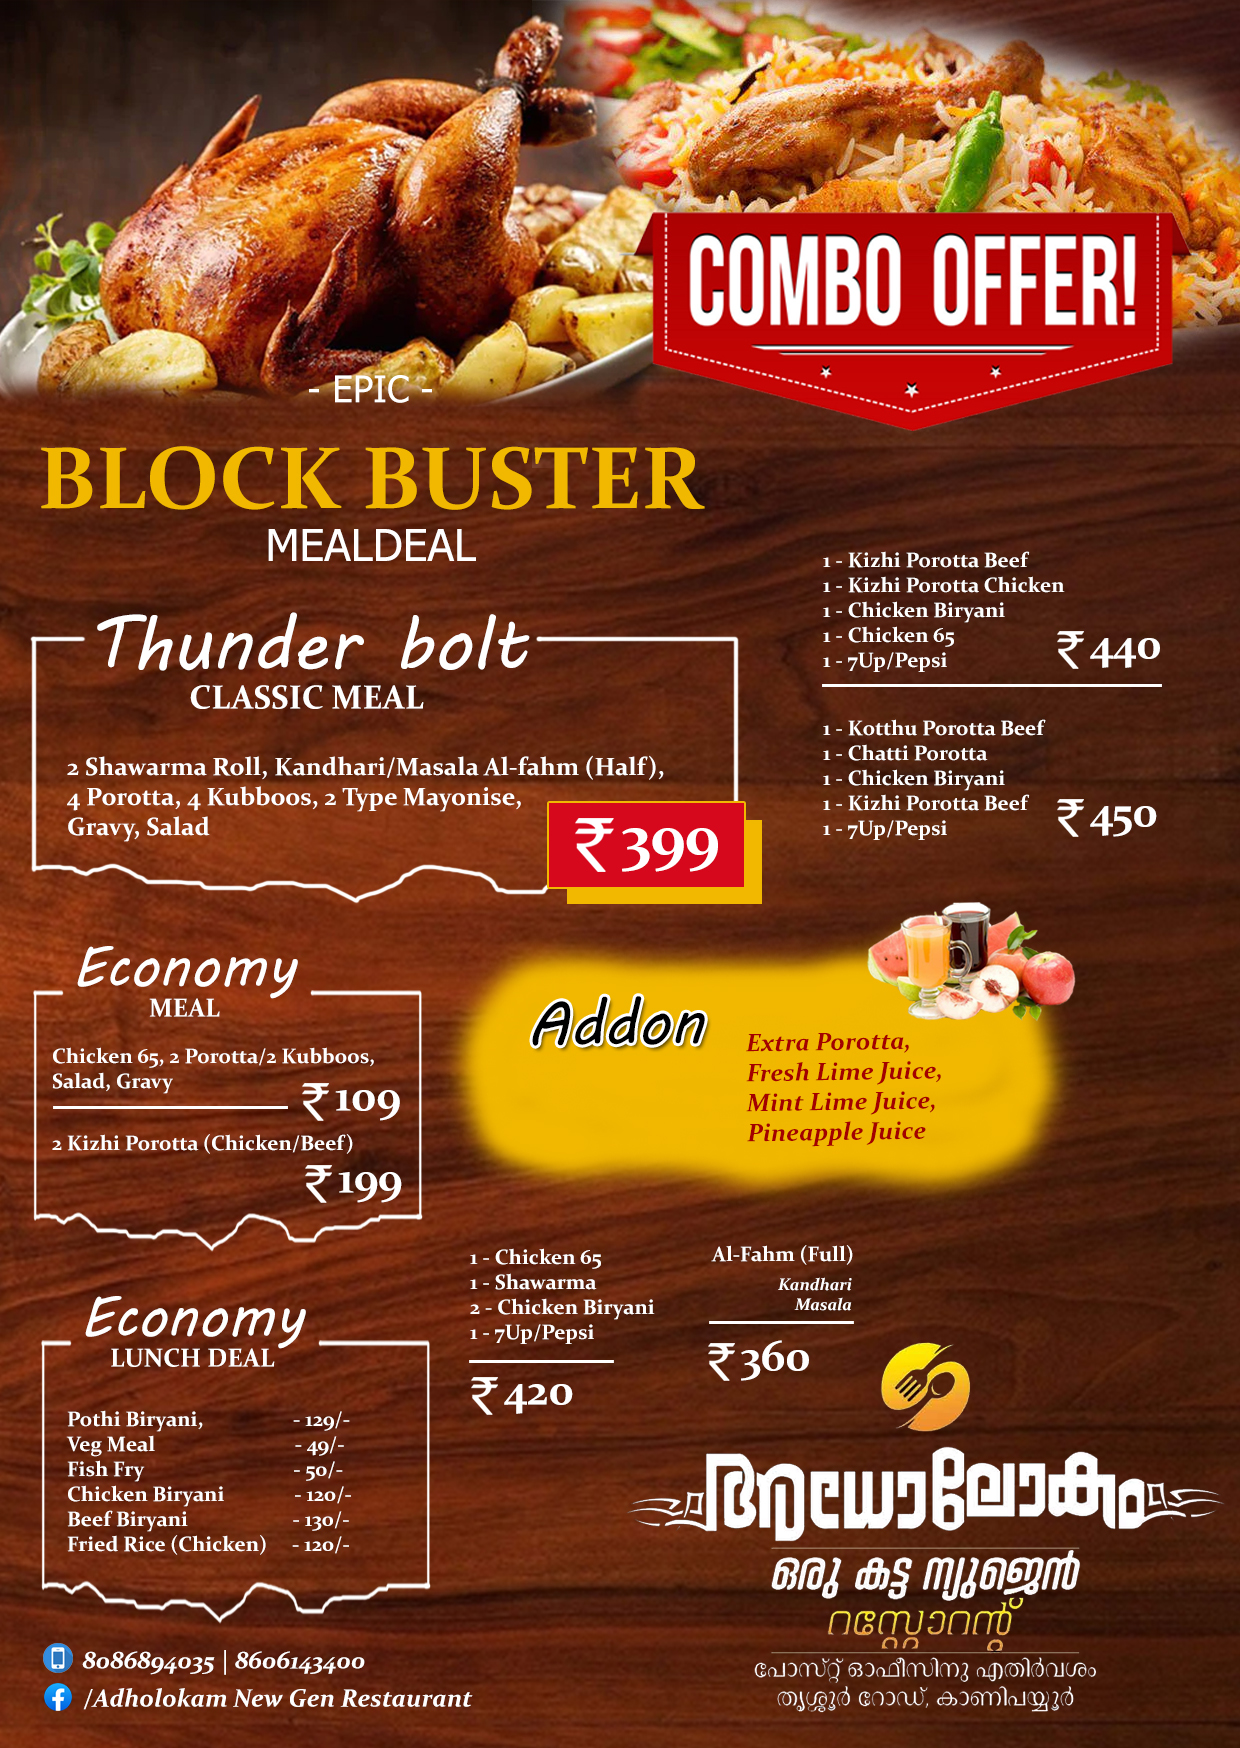 COMBO OFFER!
- EPIC -
BLOCK BUSTER
MEALDEAL
Thunder bolt
CLASSIC MEAL
2 Shawarma Roll, Kandhari/Masala Al-fahm (Half),
4 Porotta, 4 Kubboos, 2 Type Mayonise,
Gravy, Salad
₹399
1 - Kizhi Porotta Beef
1 - Kizhi Porotta Chicken
1 - Chicken Biryani
1 - Chicken 65
1 - 7Up/Pepsi
₹440
1 - Kotthu Porotta Beef
1 - Chatti Porotta
1 - Chicken Biryani
1 - Kizhi Porotta Beef
1 - 7Up/Pepsi
₹450
Economy
MEAL
Chicken 65, 2 Porotta/2 Kubboos,
Salad, Gravy
₹109
2 Kizhi Porotta (Chicken/Beef)
₹199
Addon
Extra Porotta,
Fresh Lime Juice,
Mint Lime Juice,
Pineapple Juice
Economy
LUNCH DEAL
Pothi Biryani, - 129/-
Veg Meal - 49/-
Fish Fry - 50/-
Chicken Biryani - 120/-
Beef Biryani - 130/-
Fried Rice (Chicken) - 120/-
1 - Chicken 65
1 - Shawarma
2 - Chicken Biryani
1 - 7Up/Pepsi
₹420
Al-Fahm (Full)
Kandhari
Masala
₹360
അധോലോകം
ഒരു കട്ട ന്യൂജെൻ
റസ്റ്റോറന്റ്
പോസ്റ്റ് ഓഫീസിനു എതിർവശം
തൃശ്ശൂർ റോഡ്, കാണിപയ്യൂർ
8086894035 | 8606143400
/Adholokam New Gen Restaurant